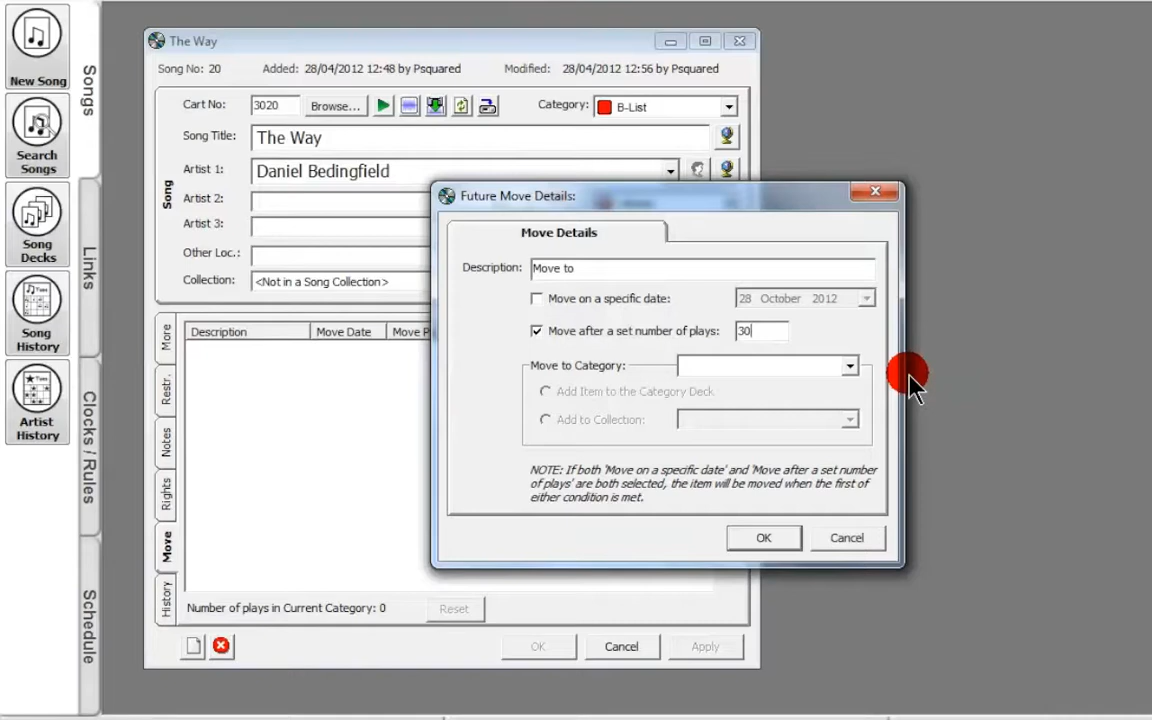 New Song
Search
Songs
Song
Decks
Song
History
Artist
History
Songs
Links
Clocks / Rules
Schedule
The Way
Song No: 20 Added: 28/04/2012 12:48 by Psquared Modified: 28/04/2012 12:56 by Psquared
Cart No: 3020 Browse... Category: B-List
Song Title: The Way
Artist 1: Daniel Bedingfield
Artist 2:
Artist 3:
Other Loc.:
Collection: <Not in a Song Collection>
Song
More
Restr.
Notes
Rights
Move
History
Description Move Date Move P
Number of plays in Current Category: 0 Reset
OK Cancel Apply
Future Move Details:
Move Details
Description: Move to
Move on a specific date: 28 October 2012
Move after a set number of plays: 30
Move to Category:
Add Item to the Category Deck
Add to Collection:
NOTE: If both 'Move on a specific date' and 'Move after a set number
of plays' are both selected, the item will be moved when the first of
either condition is met.
OK Cancel